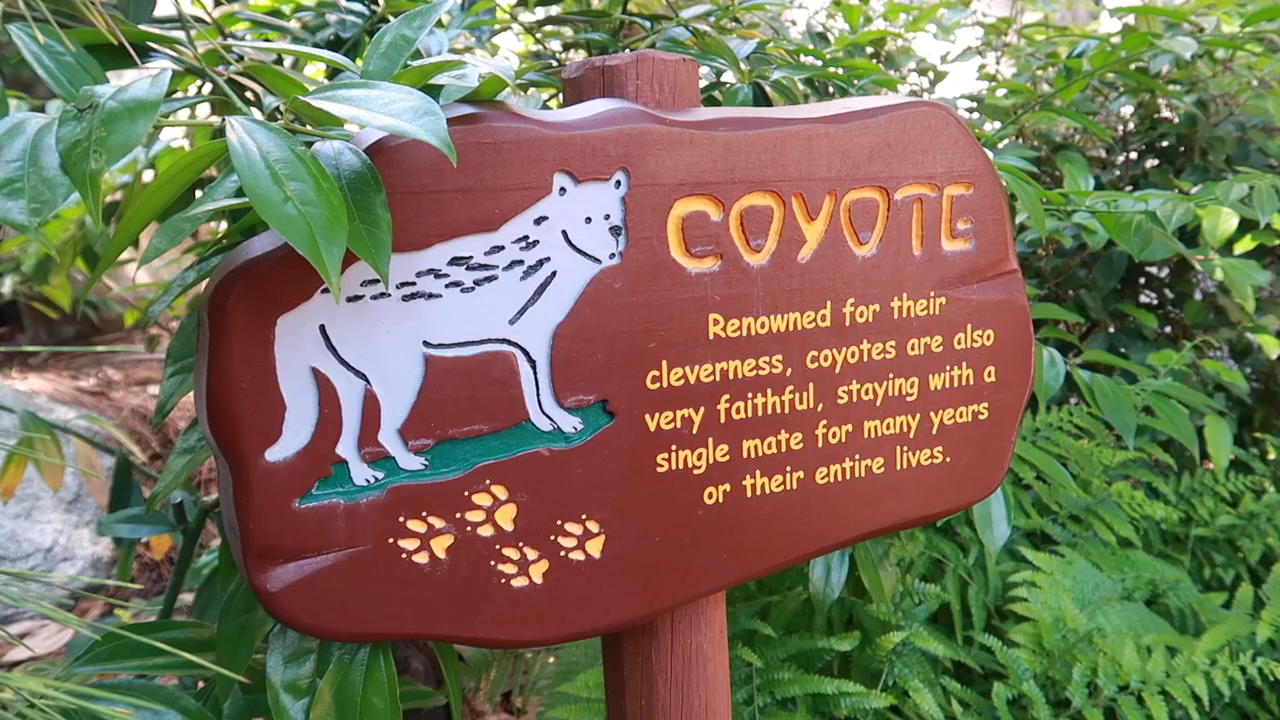 COYOTE
Renowned for their
cleverness, coyotes are also
very faithful, staying with a
single mate for many years
or their entire lives.